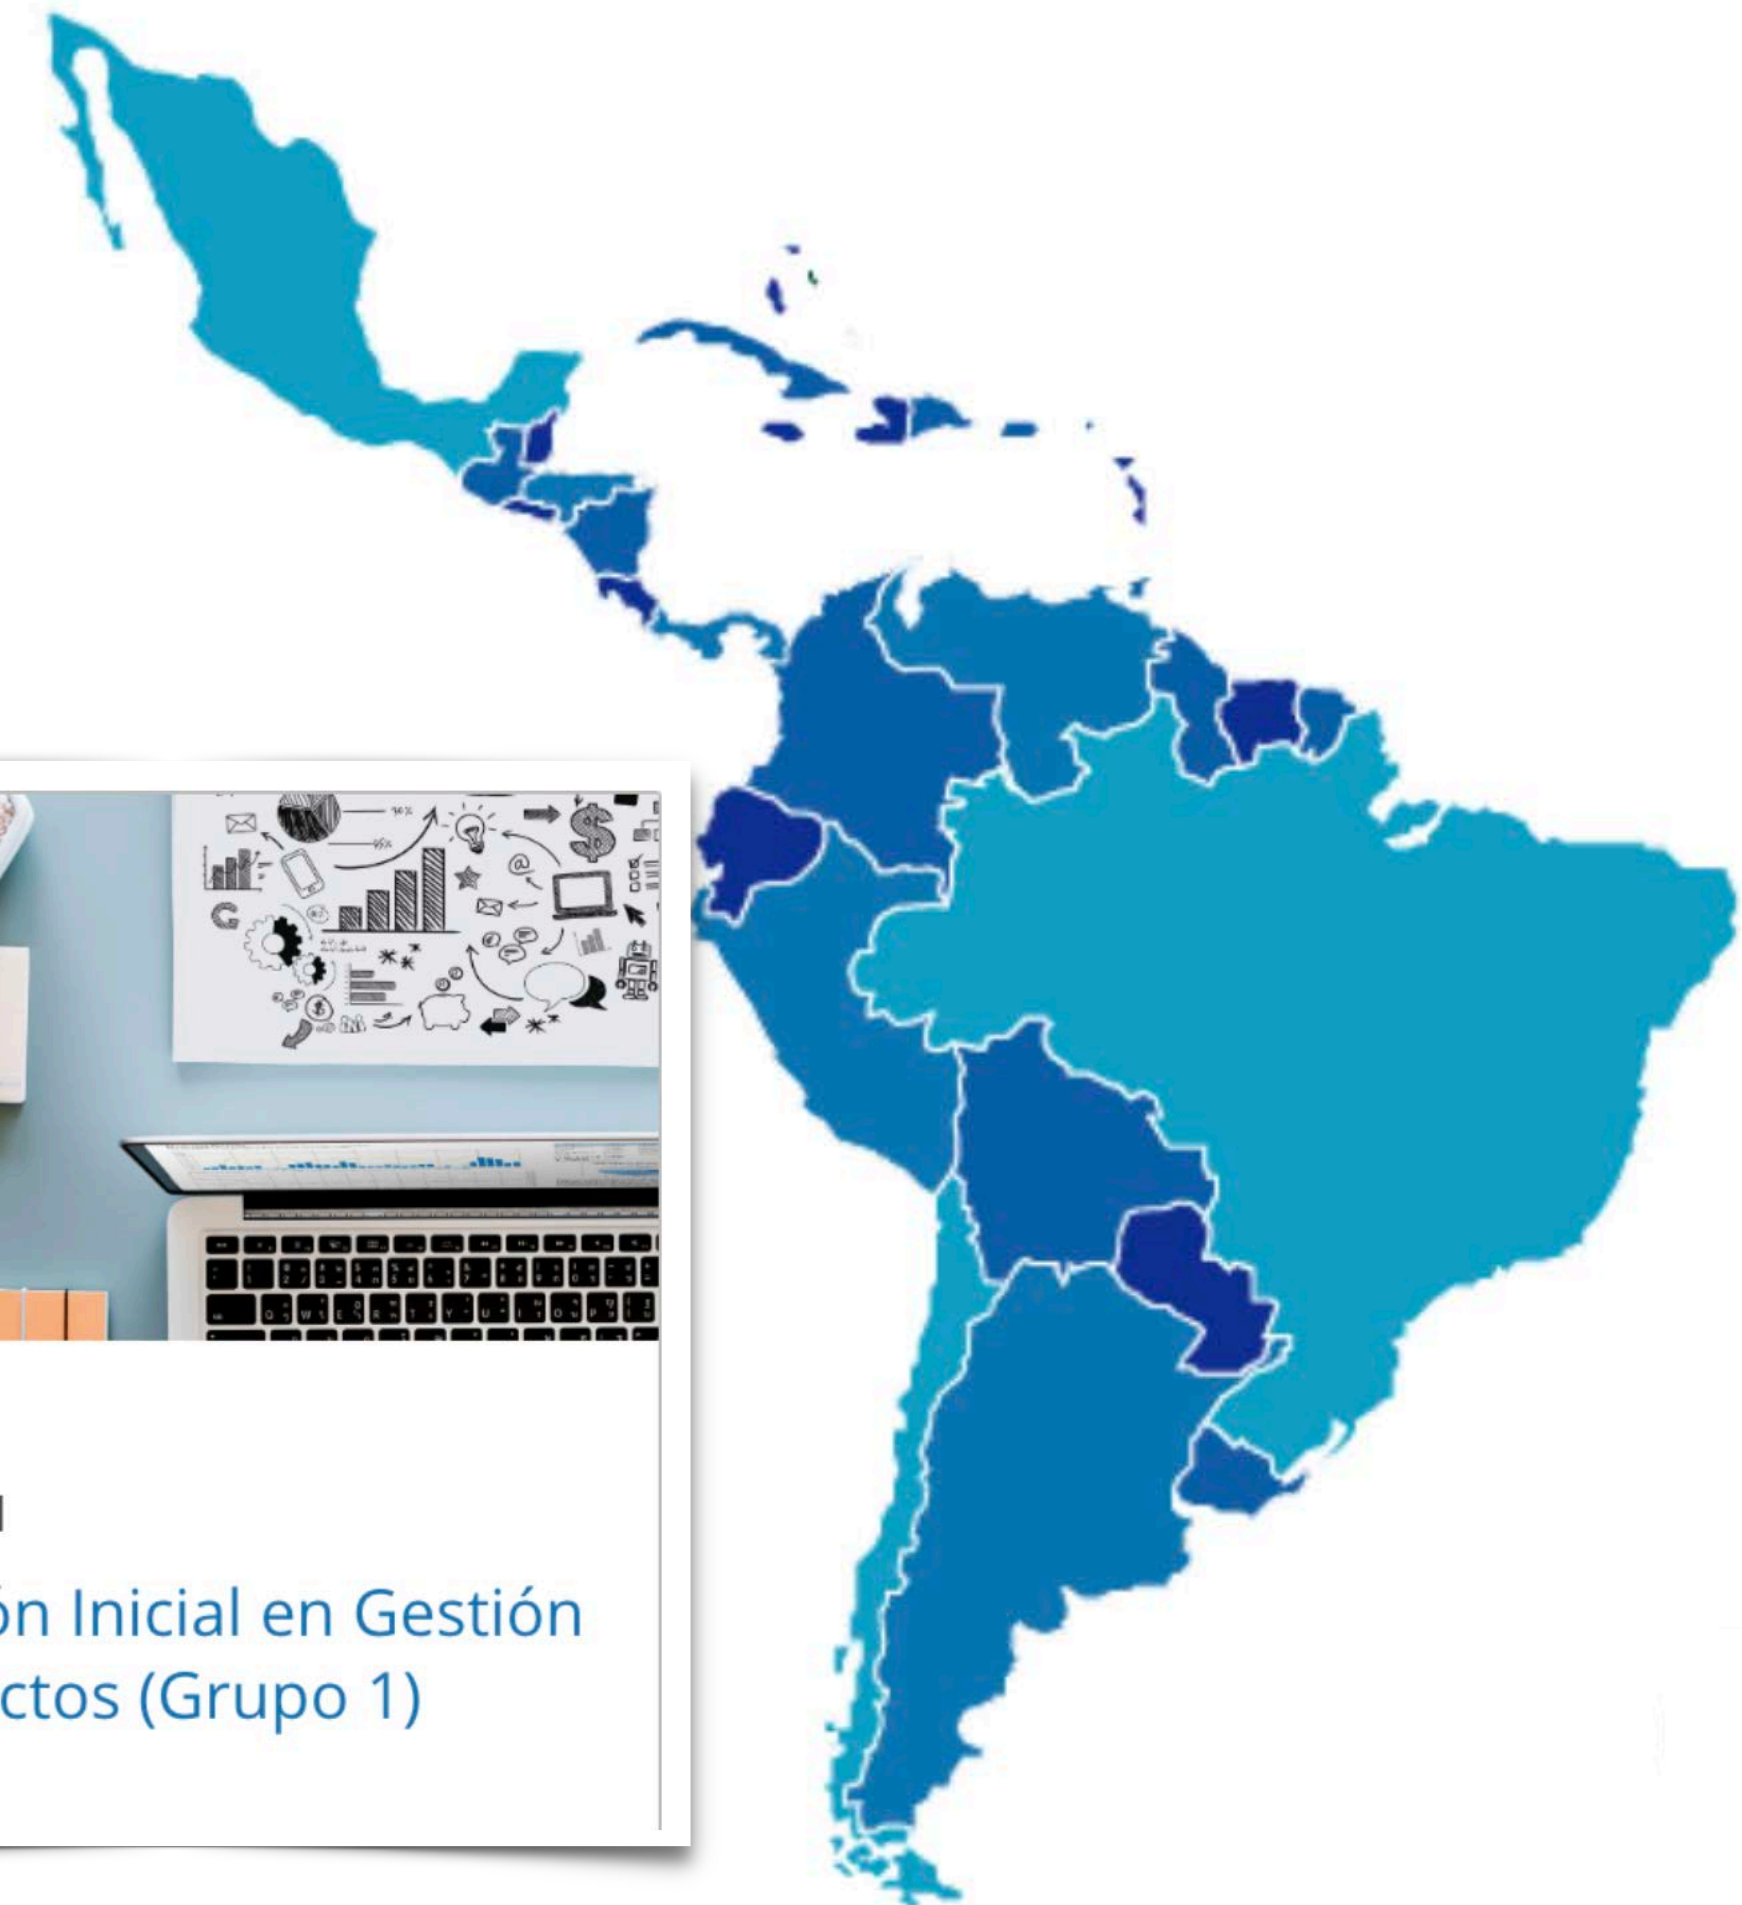 ón Inicial en Gestión
ctos (Grupo 1)